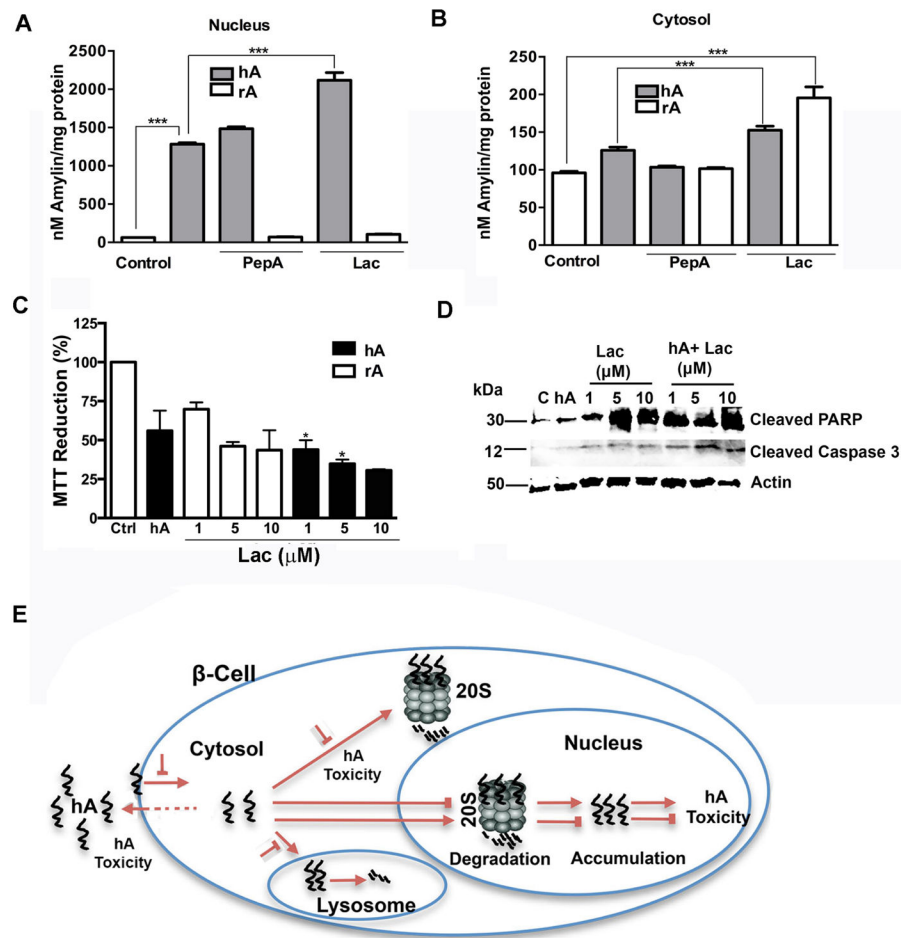 A
Nucleus
nM Amylin/mg protein
2500
2000
1500
1000
500
0
***
***
hA
rA
Control
PepA
Lac
B
Cytosol
nM Amylin/mg protein
250
200
150
100
50
0
***
***
hA
rA
Control
PepA
Lac
C
MTT Reduction (%)
125
100
75
50
25
0
hA
rA
* *
Ctrl hA 1 5 10 1 5 10
Lac (μM)
D
Lac
(μM)
hA+ Lac
(μM)
kDa C hA 1 5 10 1 5 10
30 Cleaved PARP
12 Cleaved Caspase 3
50 Actin
E
β-Cell
20S
Cytosol
hA
Toxicity
Nucleus
hA
hA
Toxicity
20S
Degradation
Accumulation
hA
Toxicity
Lysosome